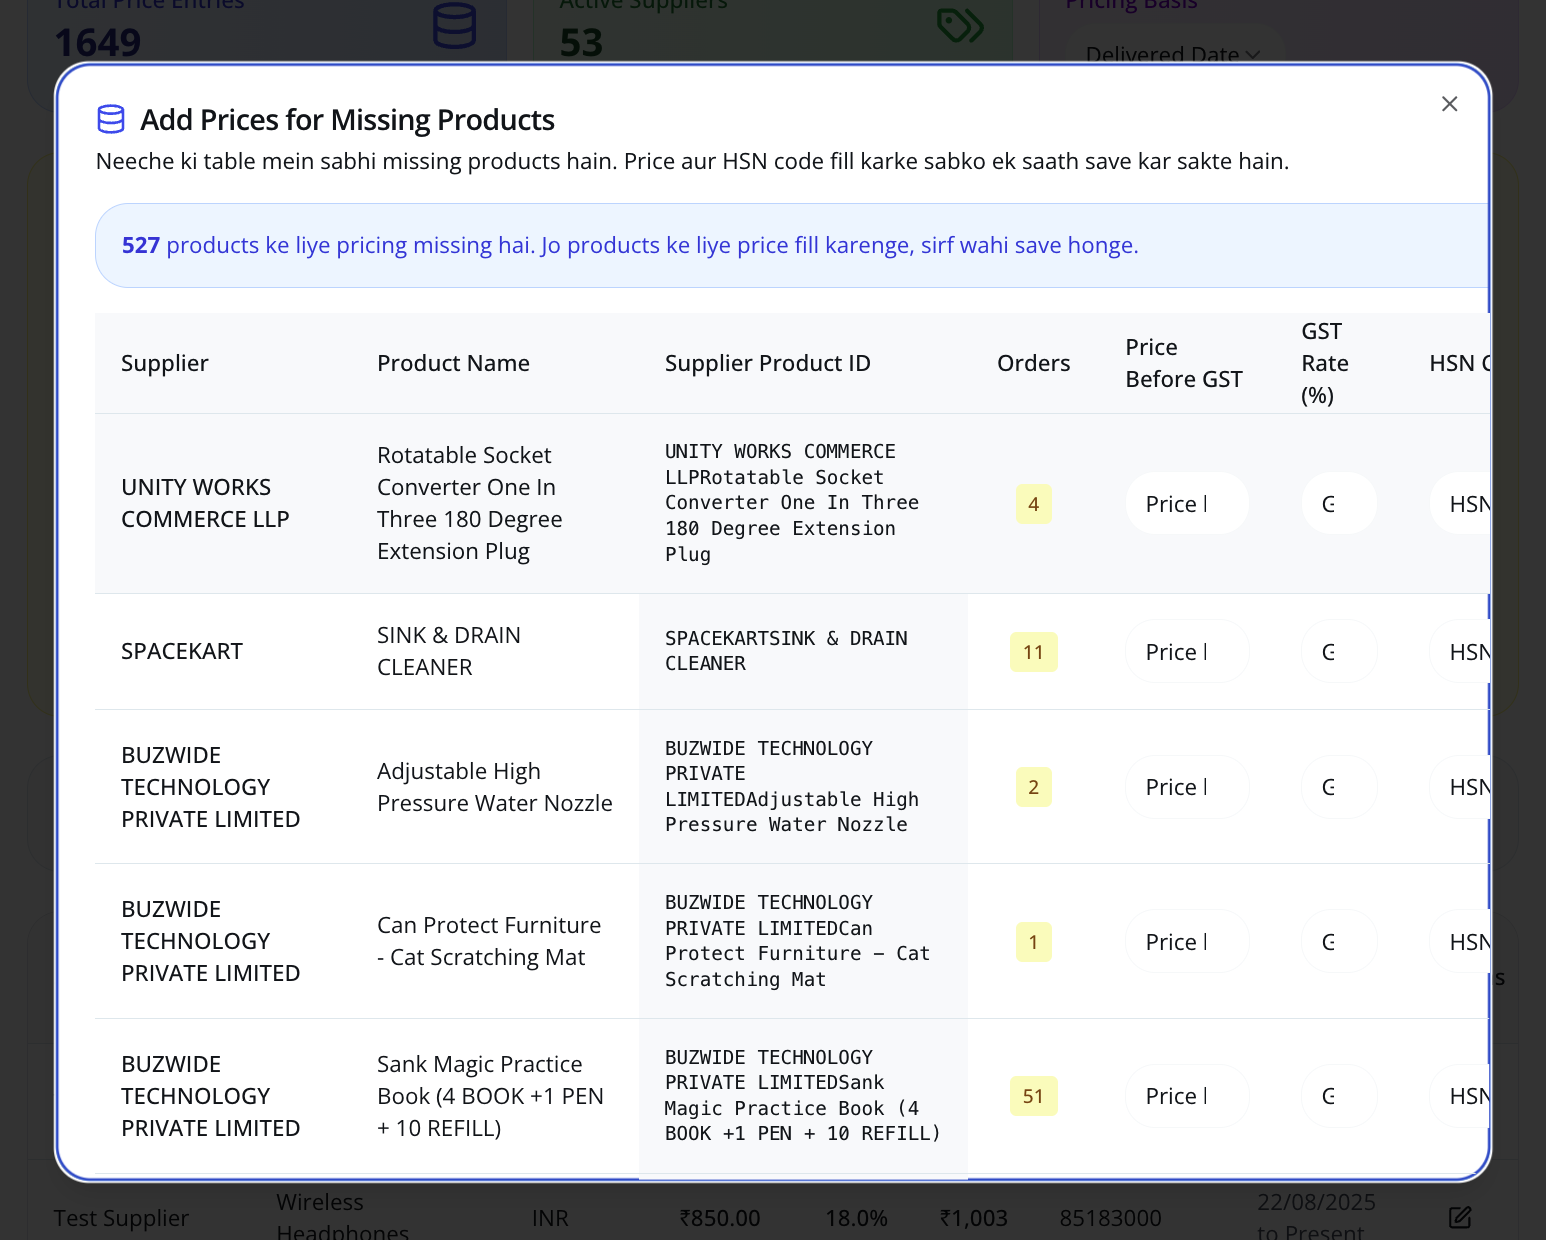 Total Price Entries
1649
Active Suppliers
53
Pricing Basis
Delivered Date
Add Prices for Missing Products
Neeche ki table mein sabhi missing products hain. Price aur HSN code fill karke sabko ek saath save kar sakte hain.
527 products ke liye pricing missing hai. Jo products ke liye price fill karenge, sirf wahi save honge.
Supplier
Product Name
Supplier Product ID
Orders
Price
Before GST
GST
Rate
(%)
HSN
UNITY WORKS
COMMERCE LLP
Rotatable Socket
Converter One In
Three 180 Degree
Extension Plug
UNITY WORKS COMMERCE
LLPRotatable Socket
Converter One In Three
180 Degree Extension
Plug
4
Price
G
HSN
SPACEKART
SINK & DRAIN
CLEANER
SPACEKARTSINK & DRAIN
CLEANER
11
Price
G
HSN
BUZWIDE
TECHNOLOGY
PRIVATE LIMITED
Adjustable High
Pressure Water Nozzle
BUZWIDE TECHNOLOGY
PRIVATE
LIMITEDAdjustable High
Pressure Water Nozzle
2
Price
G
HSN
BUZWIDE
TECHNOLOGY
PRIVATE LIMITED
Can Protect Furniture
- Cat Scratching Mat
BUZWIDE TECHNOLOGY
PRIVATE LIMITEDCan
Protect Furniture – Cat
Scratching Mat
1
Price
G
HSN
BUZWIDE
TECHNOLOGY
PRIVATE LIMITED
Sank Magic Practice
Book (4 BOOK +1 PEN
+ 10 REFILL)
BUZWIDE TECHNOLOGY
PRIVATE LIMITEDSank
Magic Practice Book (4
BOOK +1 PEN + 10 REFILL)
51
Price
G
HSN
Test Supplier
Wireless
Headphones
INR
₹850.00
18.0%
₹1,003
85183000
22/08/2025
to Present